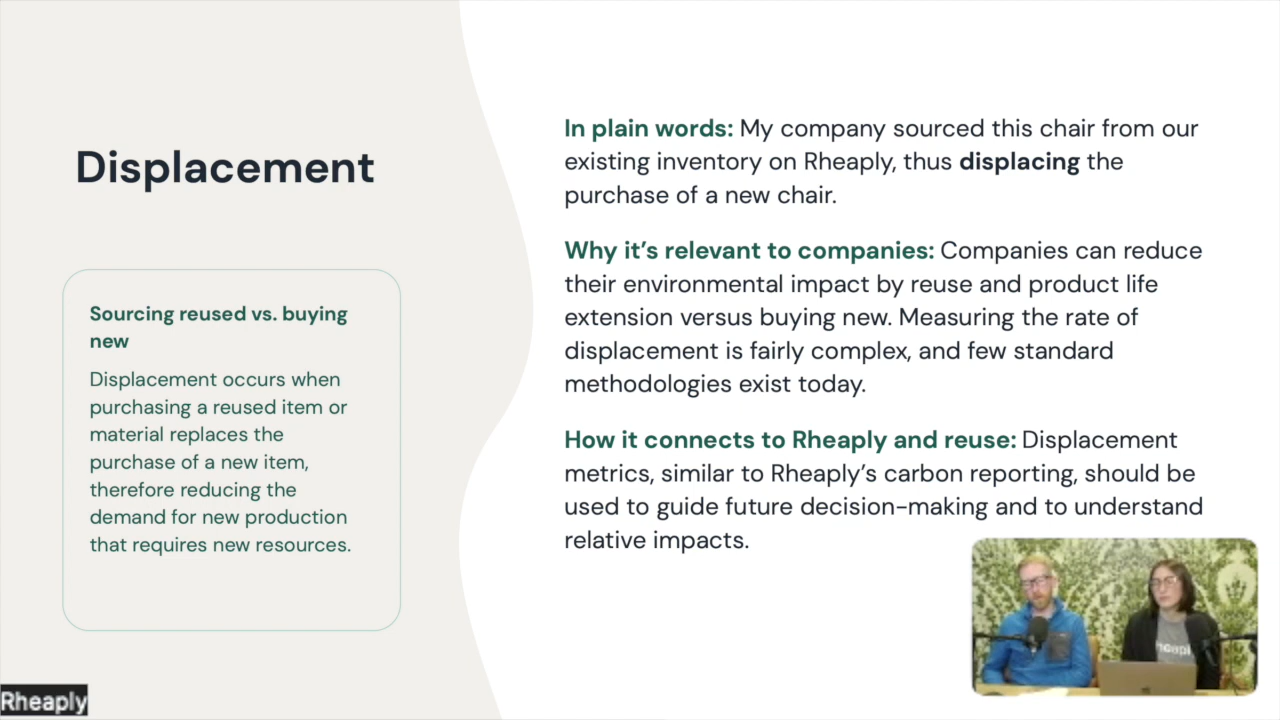 Displacement
Sourcing reused vs. buying
new
Displacement occurs when
purchasing a reused item or
material replaces the
purchase of a new item,
therefore reducing the
demand for new production
that requires new resources.
In plain words: My company sourced this chair from our
existing inventory on Rheaply, thus displacing the
purchase of a new chair.
Why it’s relevant to companies: Companies can reduce
their environmental impact by reuse and product life
extension versus buying new. Measuring the rate of
displacement is fairly complex, and few standard
methodologies exist today.
How it connects to Rheaply and reuse: Displacement
metrics, similar to Rheaply’s carbon reporting, should be
used to guide future decision-making and to understand
relative impacts.
Rheaply